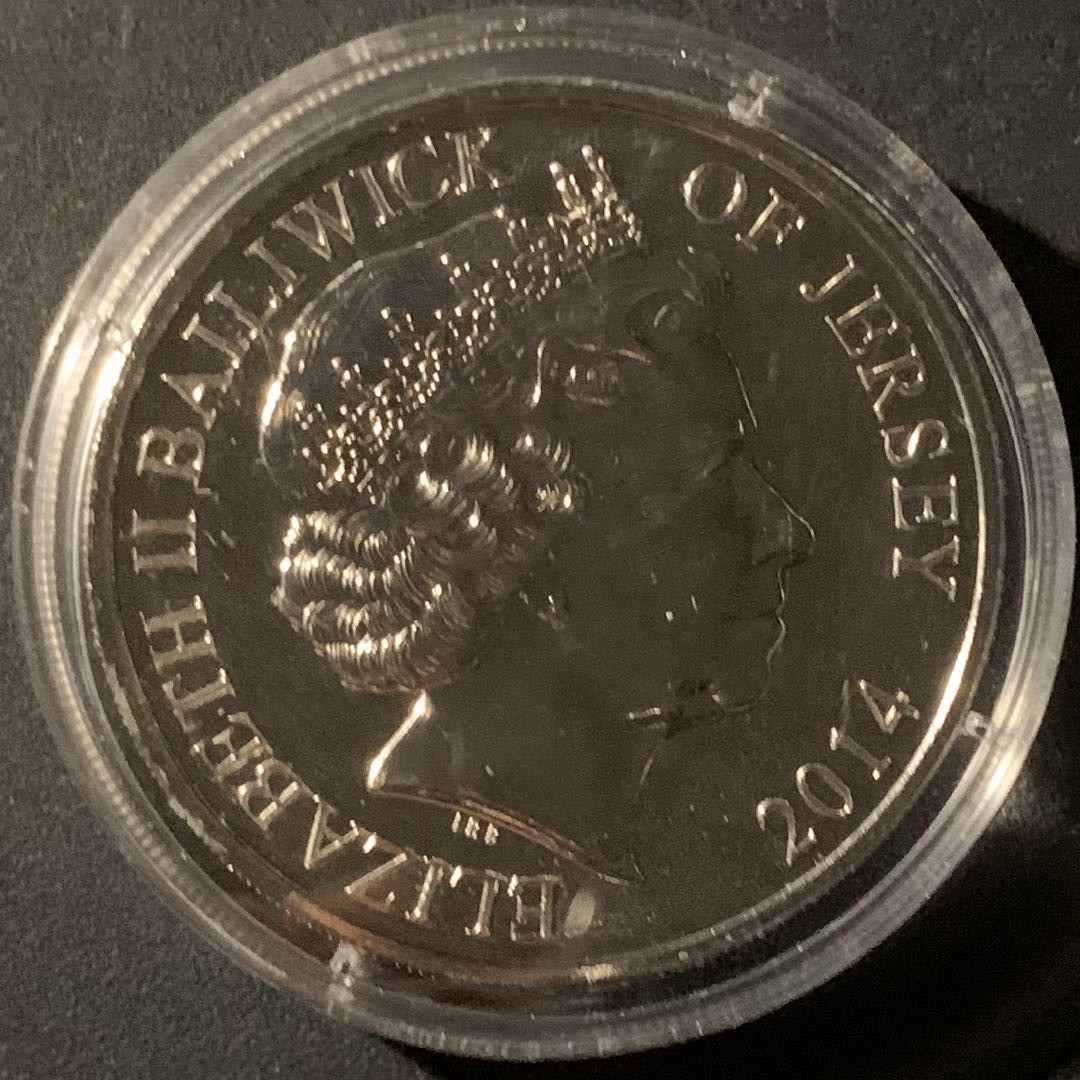 ELIZABETH II BAILIWICK OF JERSEY 2014
IRB